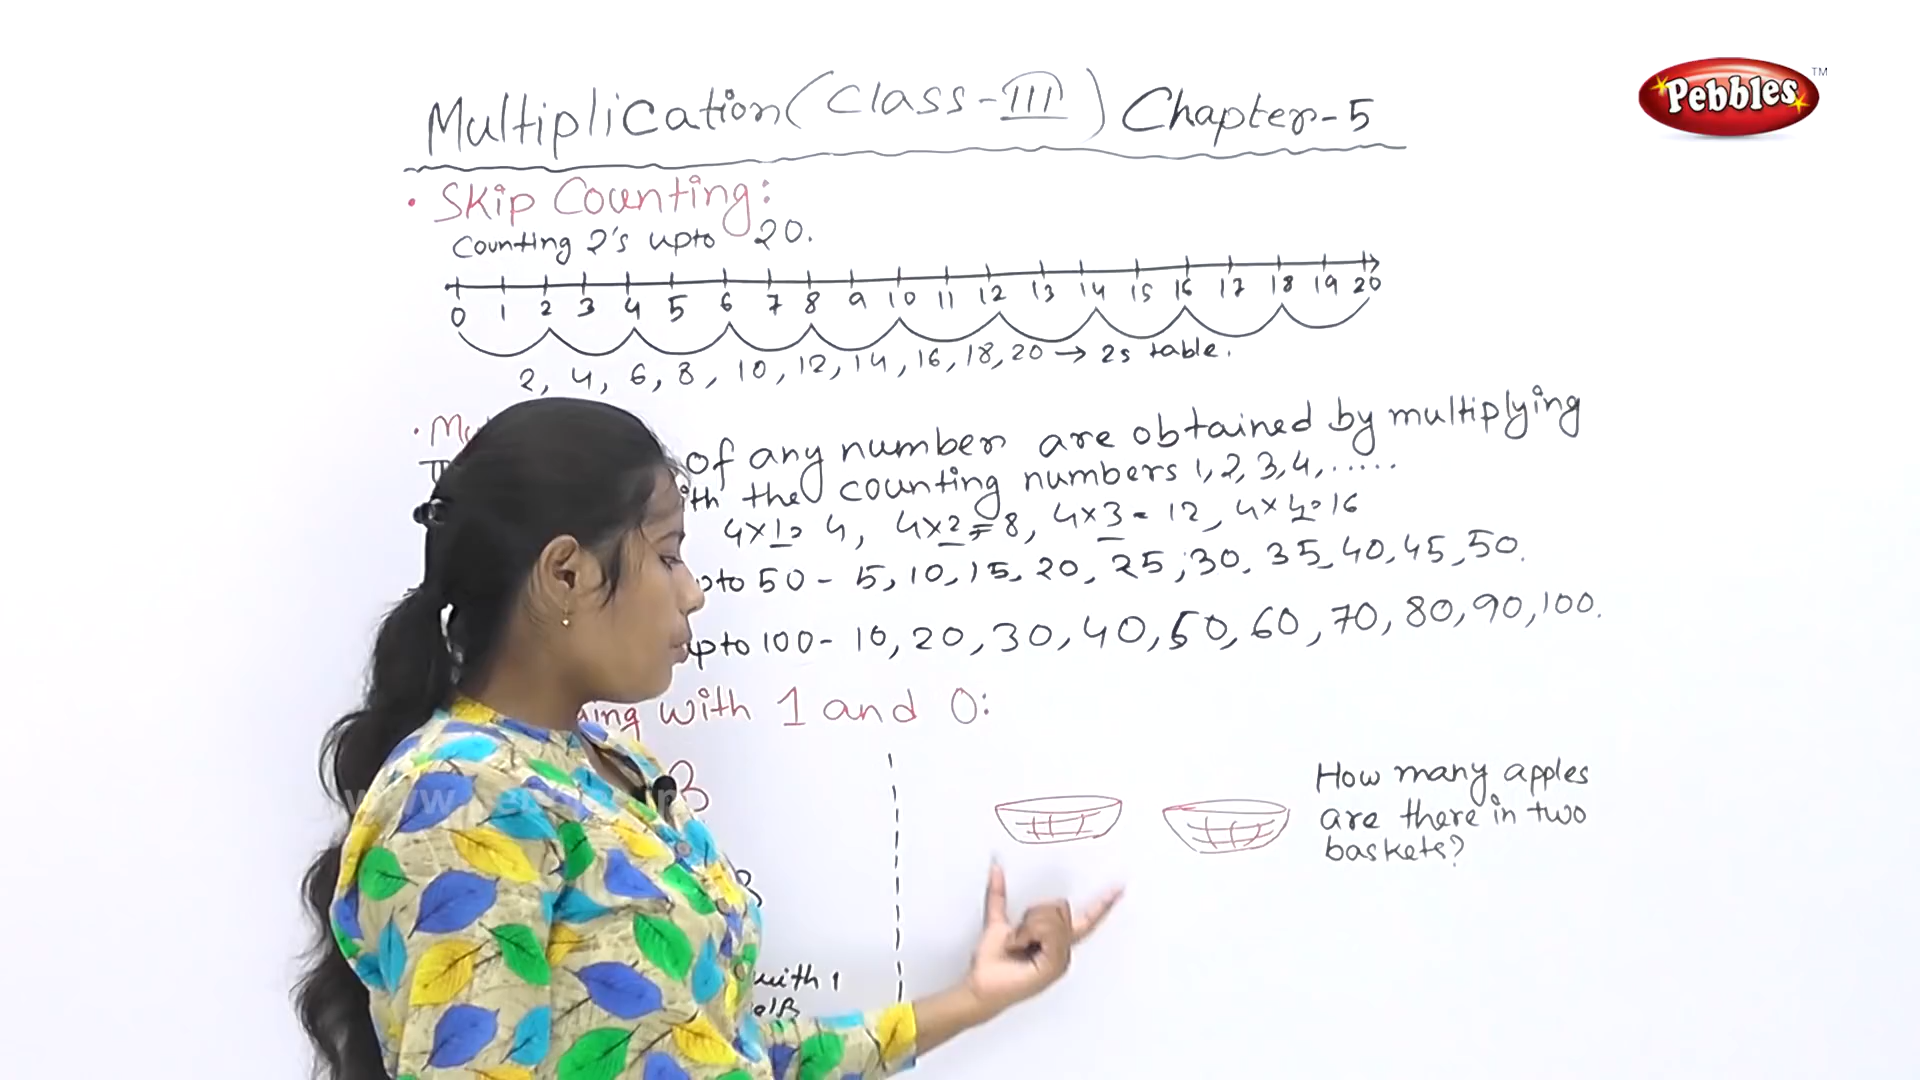 Multiplication (Class-III) Chapter-5
Pebbles TM
• Skip Counting:
Counting 2's upto 20.
0 1 2 3 4 5 6 7 8 9 10 11 12 13 14 15 16 17 18 19 20
2, 4, 6, 8, 10, 12, 14, 16, 18, 20 → 2s table.
of any number are obtained by multiplying
the counting numbers 1, 2, 3, 4, .....
4×1= 4, 4×2=8, 4×3=12, 4×4=16
50 - 5, 10, 15, 20, 25, 30, 35, 40, 45, 50.
upto 100 - 10, 20, 30, 40, 50, 60, 70, 80, 90, 100.
with 1 and 0:
How many apples
are there in two
baskets?
with 1
www